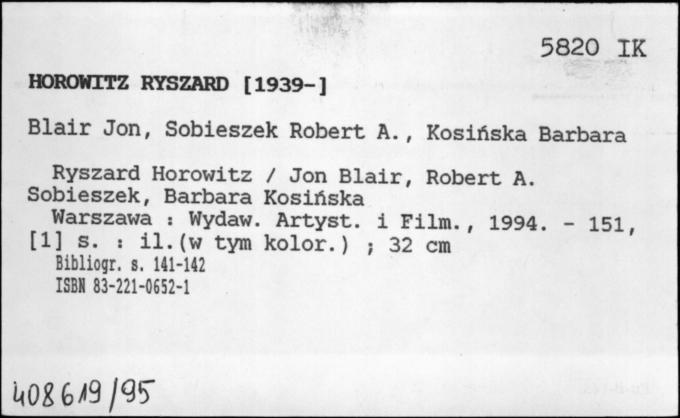 5820 IK
HOROWITZ RYSZARD [1939-]
Blair Jon, Sobieszek Robert A., Kosińska Barbara
Ryszard Horowitz / Jon Blair, Robert A.
Sobieszek, Barbara Kosińska
Warszawa : Wydaw. Artyst. i Film., 1994. - 151,
[1] s. : il.(w tym kolor.) ; 32 cm
Bibliogr. s. 141-142
ISBN 83-221-0652-1
408619/95